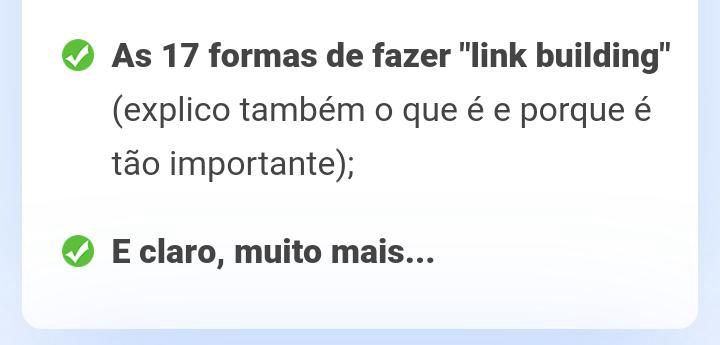 As 17 formas de fazer "link building"
(explico também o que é e porque é
tão importante);
E claro, muito mais...